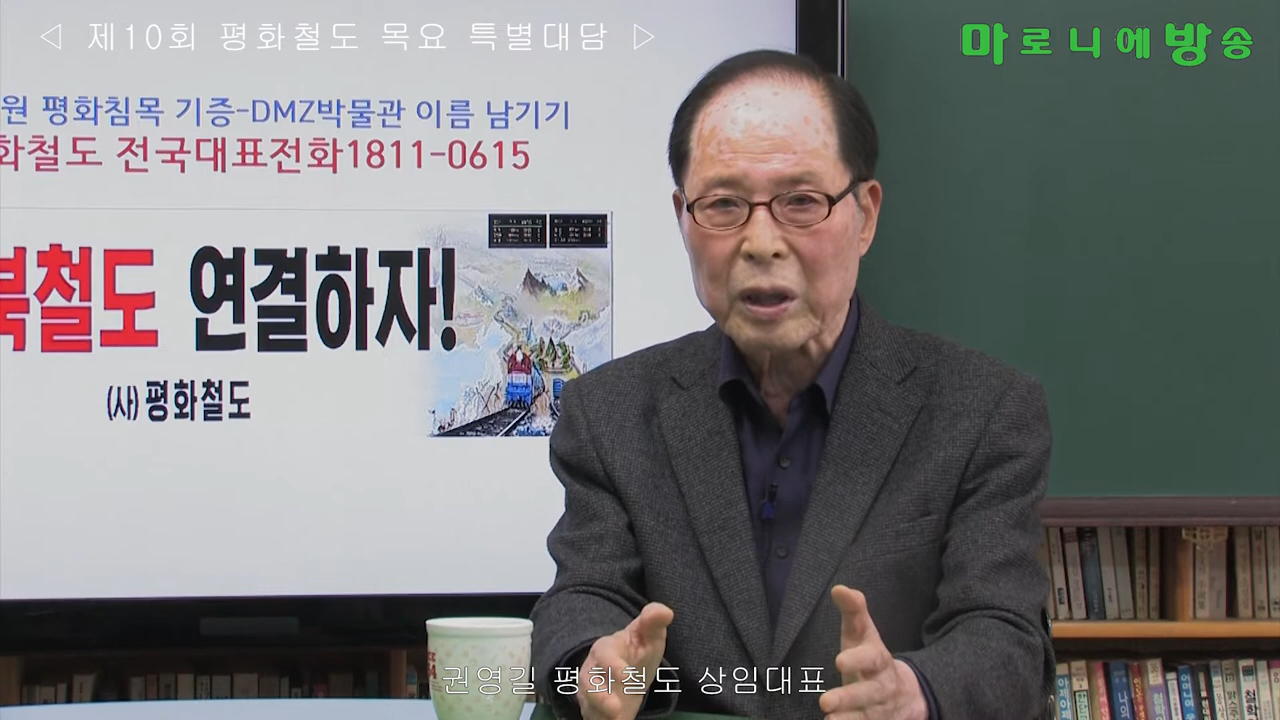 ◁ 제10회 평화철도 목요 특별대담 ▷
마로니에방송
원 평화침목 기증-DMZ박물관 이름 남기기
화철도 전국대표전화1811-0615
북철도 연결하자!
(사)평화철도
권영길 평화철도 상임대표